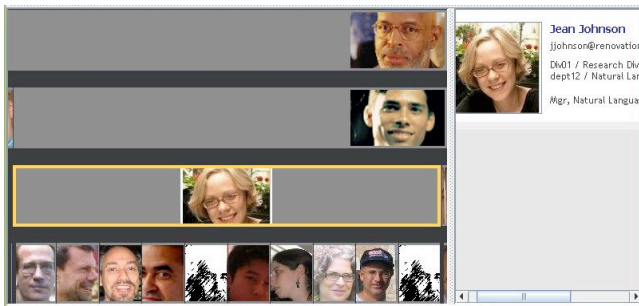 Jean Johnson
jjohnson@renovation
Div01 / Research Div
dept12 / Natural Lan
Mgr, Natural Langua